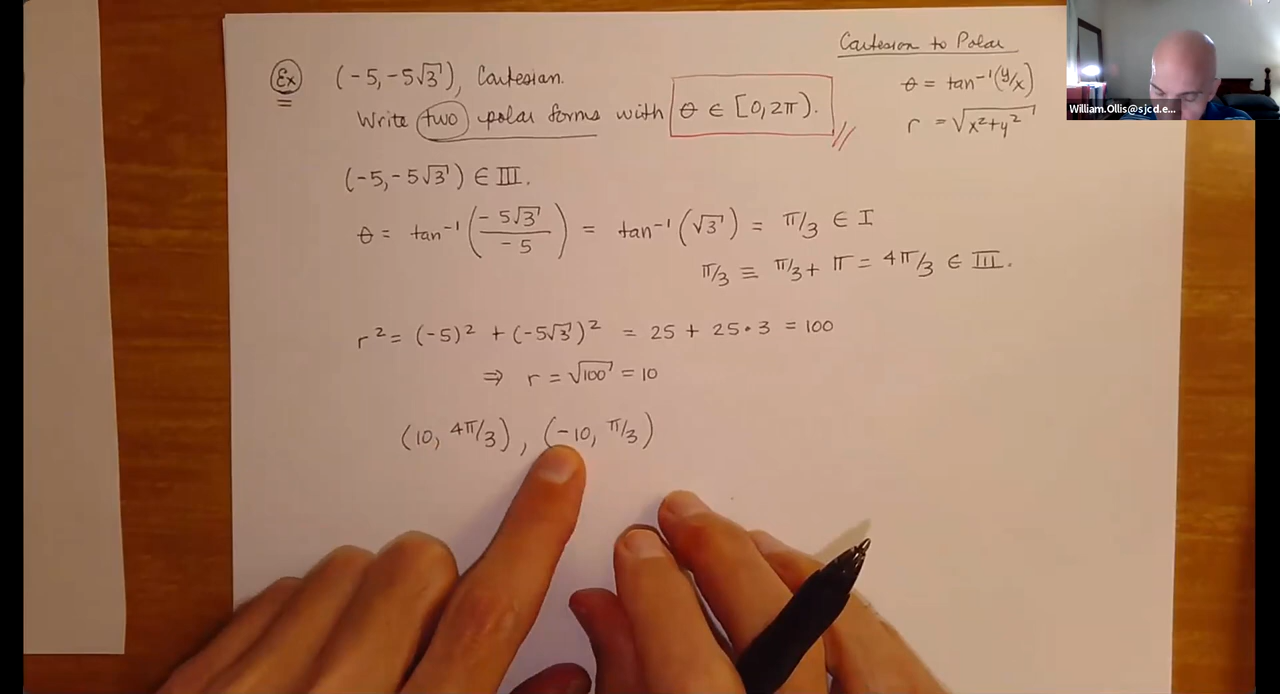 Cartesian to Polar
θ = tan⁻¹(y/x)
r = √(x²+y²)
William.Ollis@sjcd.e...
Ex (-5, -5√3), Cartesian.
Write two polar forms with θ ∈ [0, 2π).
(-5, -5√3) ∈ III.
θ = tan⁻¹(-5√3/-5) = tan⁻¹(√3) = π/3 ∈ I
π/3 ≡ π/3 + π = 4π/3 ∈ III.
r² = (-5)² + (-5√3)² = 25 + 25•3 = 100
⇒ r = √100 = 10
(10, 4π/3), (-10, π/3)